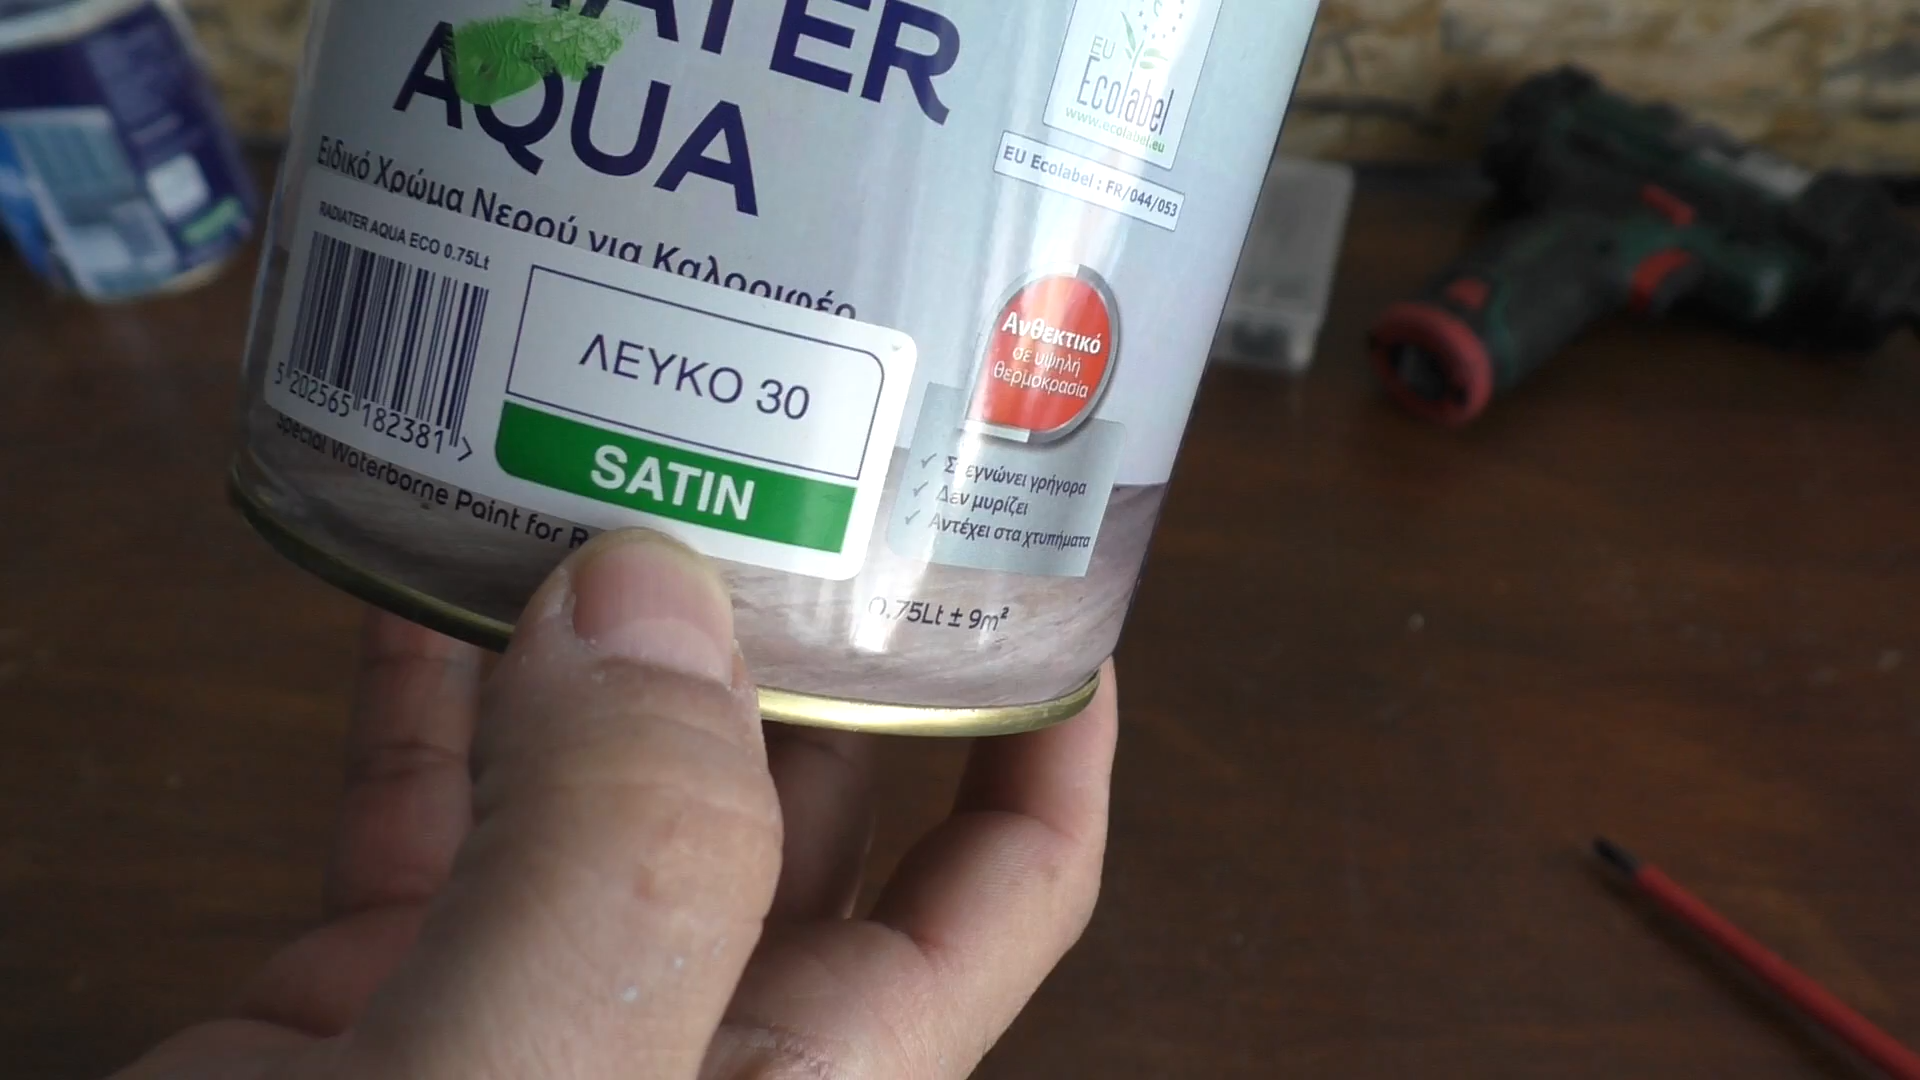 ATER
AQUA
Ειδικό Χρώμα Νερού για Καλοριφέρ
RADIATER AQUA ECO 0.75Lt
5 202565 182381 >
ΛΕΥΚΟ 30
SATIN
Special Waterborne Paint for R
EU
Ecolabel
www.ecolabel.eu
EU Ecolabel : FR/044/053
Ανθεκτικό
σε υψηλή
θερμοκρασία
✓ Στεγνώνει γρήγορα
✓ Δεν μυρίζει
✓ Αντέχει στα χτυπήματα
0.75Lt ± 9m²